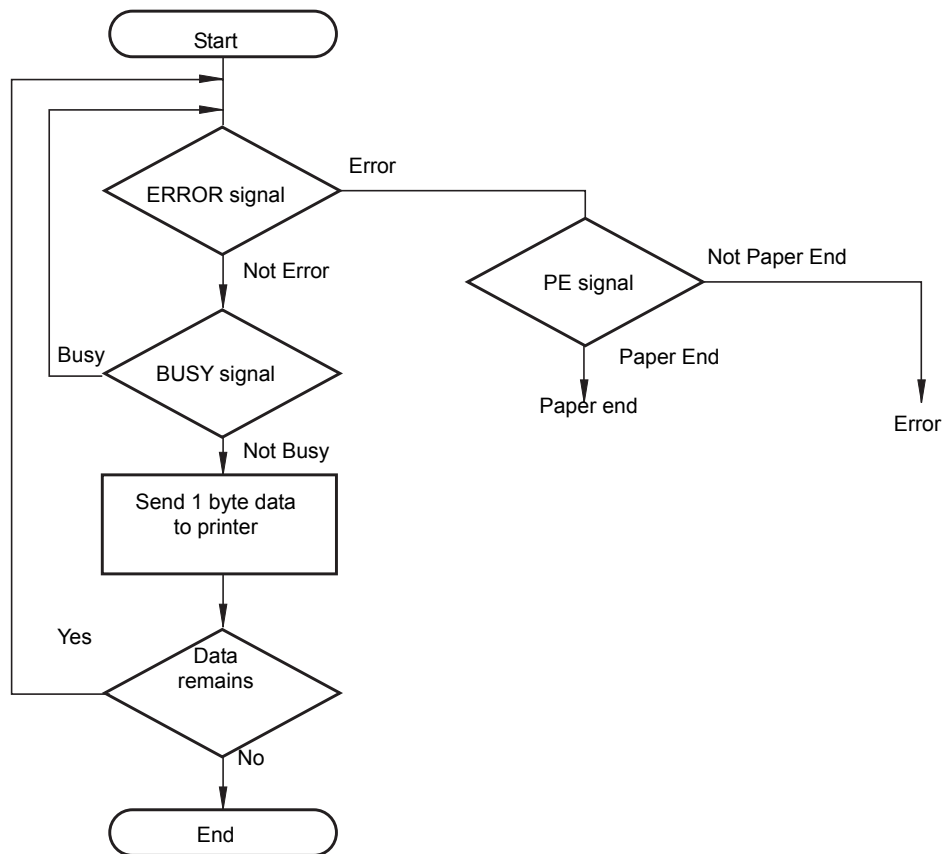 Start
Error
ERROR signal
Not Paper End
Not Error
PE signal
Busy
Paper End
BUSY signal
Paper end
Error
Not Busy
Send 1 byte data
to printer
Yes
Data
remains
No
End